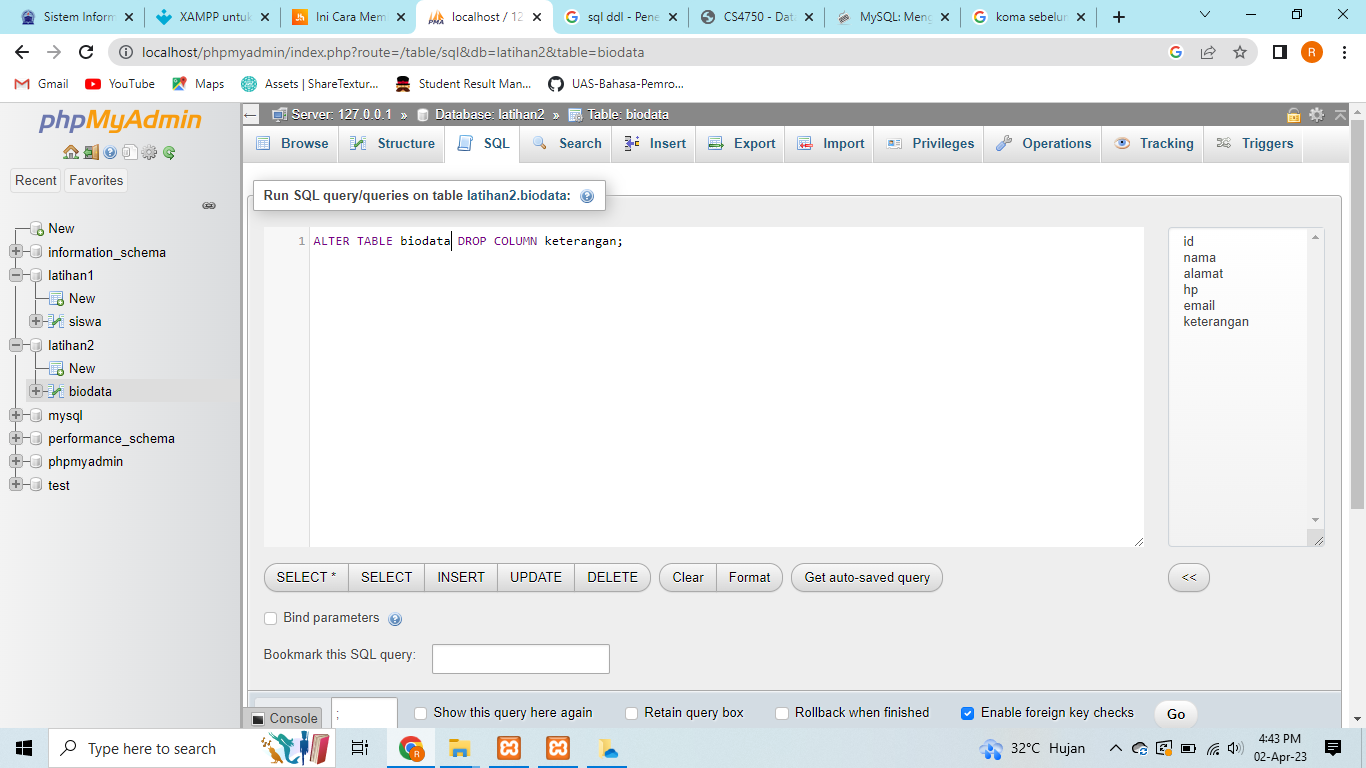 Sistem Inforn
XAMPP untuk
Ini Cara Mem
localhost / 12
sql ddl - Pene
CS4750 - Data
MySQL: Meng
koma sebelur
localhost/phpmyadmin/index.php?route=/table/sql&db=latihan2&table=biodata
R
Gmail
YouTube
Maps
Assets | ShareTextur...
Student Result Man...
UAS-Bahasa-Pemro...
phpMyAdmin
Recent
Favorites
New
information_schema
latihan1
New
siswa
latihan2
New
biodata
mysql
performance_schema
phpmyadmin
test
Server: 127.0.0.1 » Database: latihan2 » Table: biodata
Browse
Structure
SQL
Search
Insert
Export
Import
Privileges
Operations
Tracking
Triggers
Run SQL query/queries on table latihan2.biodata:
1 ALTER TABLE biodata DROP COLUMN keterangan;
id
nama
alamat
hp
email
keterangan
SELECT *
SELECT
INSERT
UPDATE
DELETE
Clear
Format
Get auto-saved query
<<
Bind parameters
Bookmark this SQL query:
Console
;
Show this query here again
Retain query box
Rollback when finished
Enable foreign key checks
Go
Type here to search
32°C Hujan
4:43 PM
02-Apr-23